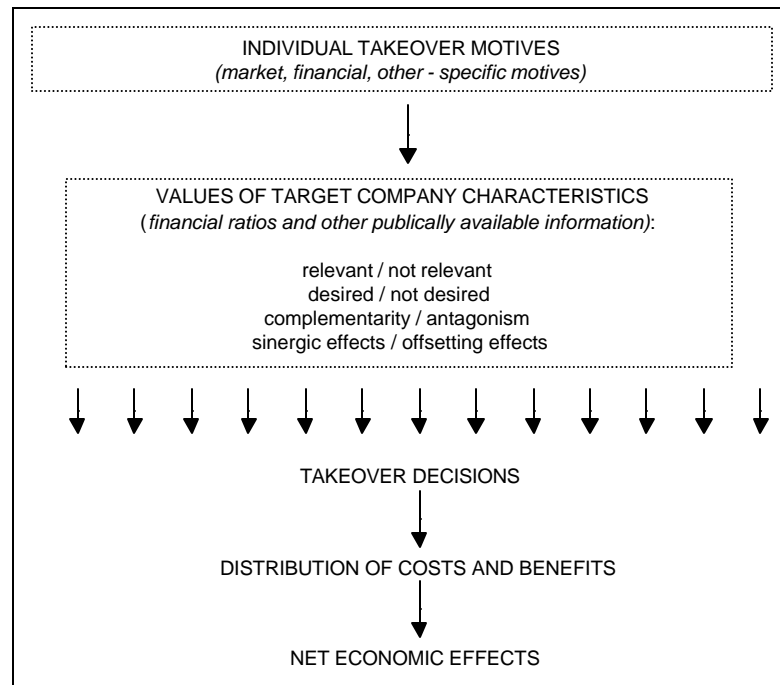 INDIVIDUAL TAKEOVER MOTIVES
(market, financial, other - specific motives)
VALUES OF TARGET COMPANY CHARACTERISTICS
(financial ratios and other publically available information):
relevant / not relevant
desired / not desired
complementarity / antagonism
sinergic effects / offsetting effects
TAKEOVER DECISIONS
DISTRIBUTION OF COSTS AND BENEFITS
NET ECONOMIC EFFECTS